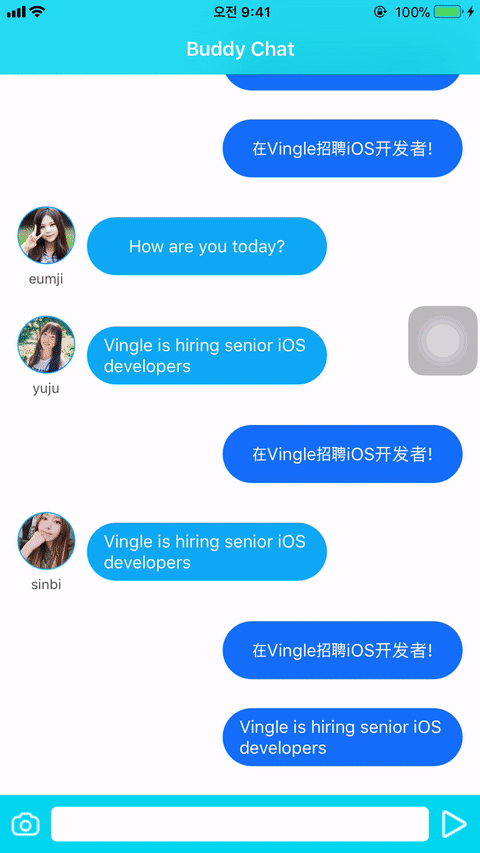 오전 9:41
100%
Buddy Chat
在Vingle招聘iOS开发者!
How are you today?
eumji
Vingle is hiring senior iOS
developers
yuju
在Vingle招聘iOS开发者!
Vingle is hiring senior iOS
developers
sinbi
在Vingle招聘iOS开发者!
Vingle is hiring senior iOS
developers